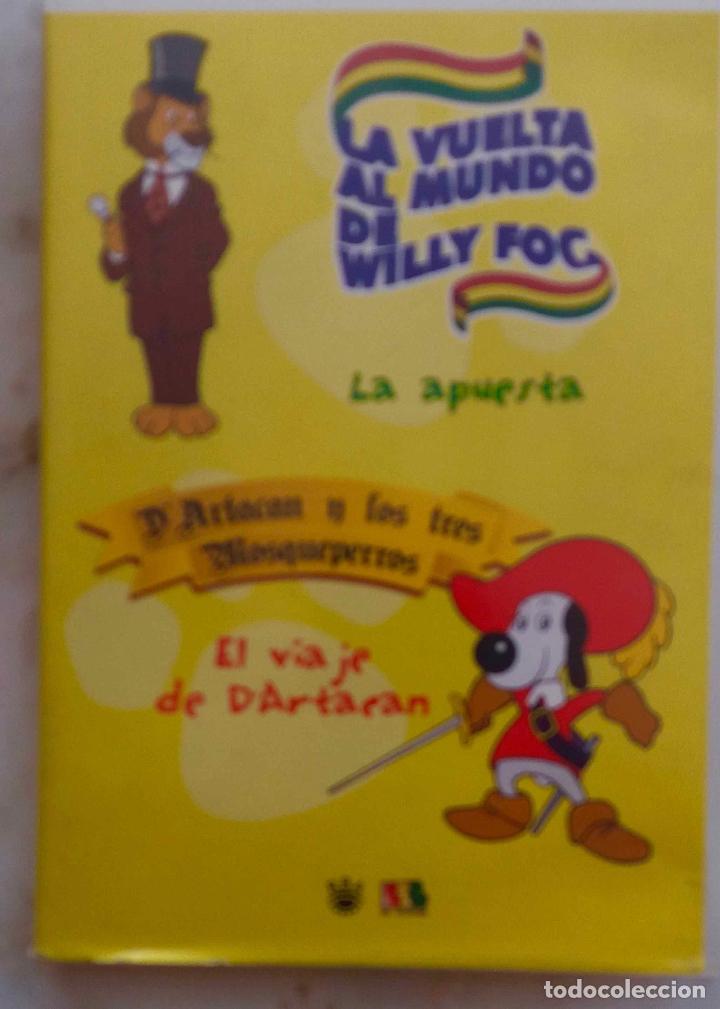 LA VUELTA
AL MUNDO
DE
WILLY FOG
La apuesta
D'Artacan y los tres
Mosqueperros
El viaje
de D'Artacan
todocoleccion